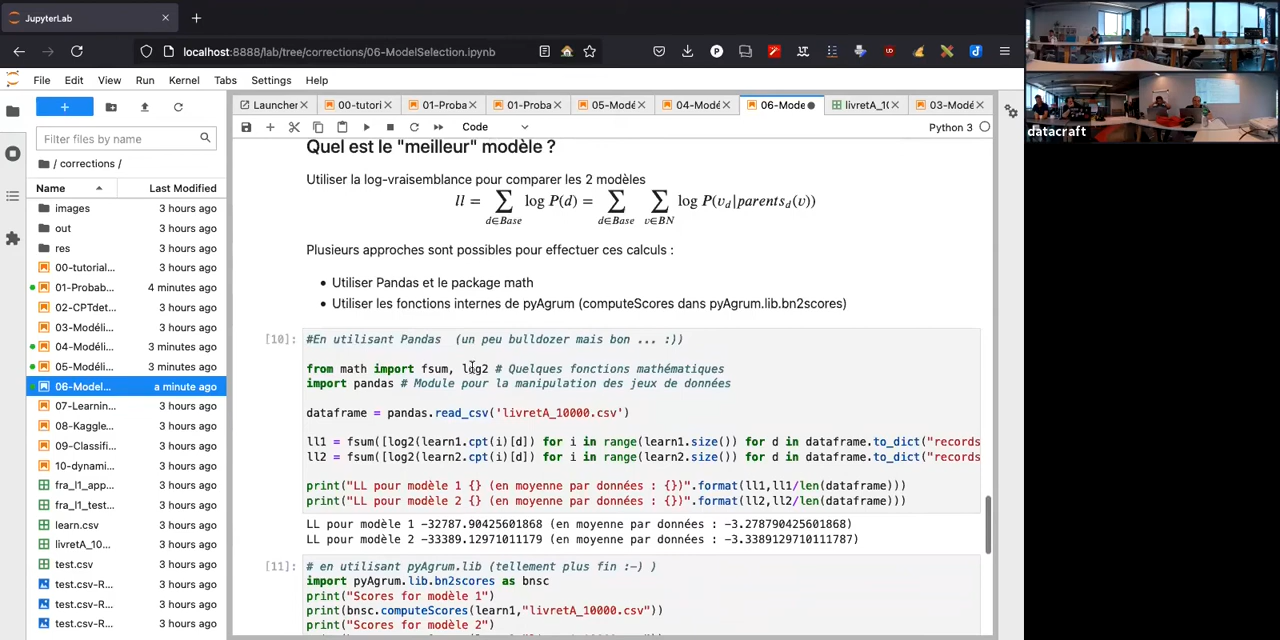 JupyterLab
localhost:8888/lab/tree/corrections/06-ModelSelection.ipynb
datacraft
File Edit View Run Kernel Tabs Settings Help
Launcher 00-tutori 01-Proba 01-Proba 05-Modé 04-Modé 06-Mode livretA_10 03-Modé
Filter files by name
Code
Python 3
/ corrections /
Name Last Modified
images 3 hours ago
out 3 hours ago
res 3 hours ago
00-tutorial... 3 hours ago
01-Probab... 4 minutes ago
02-CPTdet... 3 hours ago
03-Modéli... 3 hours ago
04-Modéli... 3 minutes ago
05-Modéli... 3 minutes ago
06-Model... a minute ago
07-Learnin... 3 hours ago
08-Kaggle... 3 hours ago
09-Classifi... 3 hours ago
10-dynami... 3 hours ago
fra_l1_app... 3 hours ago
fra_l1_test... 3 hours ago
learn.csv 3 hours ago
livretA_10... 3 hours ago
test.csv 3 hours ago
test.csv-R... 3 hours ago
test.csv-R... 3 hours ago
test.csv-R... 3 hours ago
Quel est le "meilleur" modèle ?
Utiliser la log-vraisemblance pour comparer les 2 modèles
ll = ∑ log P(d) = ∑ ∑ log P(v_d|parents_d(v))
d∈Base d∈Base v∈BN
Plusieurs approches sont possibles pour effectuer ces calculs :
• Utiliser Pandas et le package math
• Utiliser les fonctions internes de pyAgrum (computeScores dans pyAgrum.lib.bn2scores)
[10]: #En utilisant Pandas  (un peu bulldozer mais bon ... :))
from math import fsum, log2 # Quelques fonctions mathématiques
import pandas # Module pour la manipulation des jeux de données
dataframe = pandas.read_csv('livretA_10000.csv')
ll1 = fsum([log2(learn1.cpt(i)[d]) for i in range(learn1.size()) for d in dataframe.to_dict("records
ll2 = fsum([log2(learn2.cpt(i)[d]) for i in range(learn2.size()) for d in dataframe.to_dict("records
print("LL pour modèle 1 {} (en moyenne par données : {})".format(ll1,ll1/len(dataframe)))
print("LL pour modèle 2 {} (en moyenne par données : {})".format(ll2,ll2/len(dataframe)))
LL pour modèle 1 -32787.90425601868 (en moyenne par données : -3.278790425601868)
LL pour modèle 2 -33389.12971011179 (en moyenne par données : -3.3389129710111787)
[11]: # en utilisant pyAgrum.lib (tellement plus fin :-) )
import pyAgrum.lib.bn2scores as bnsc
print("Scores for modèle 1")
print(bnsc.computeScores(learn1,"livretA_10000.csv"))
print("Scores for modèle 2")